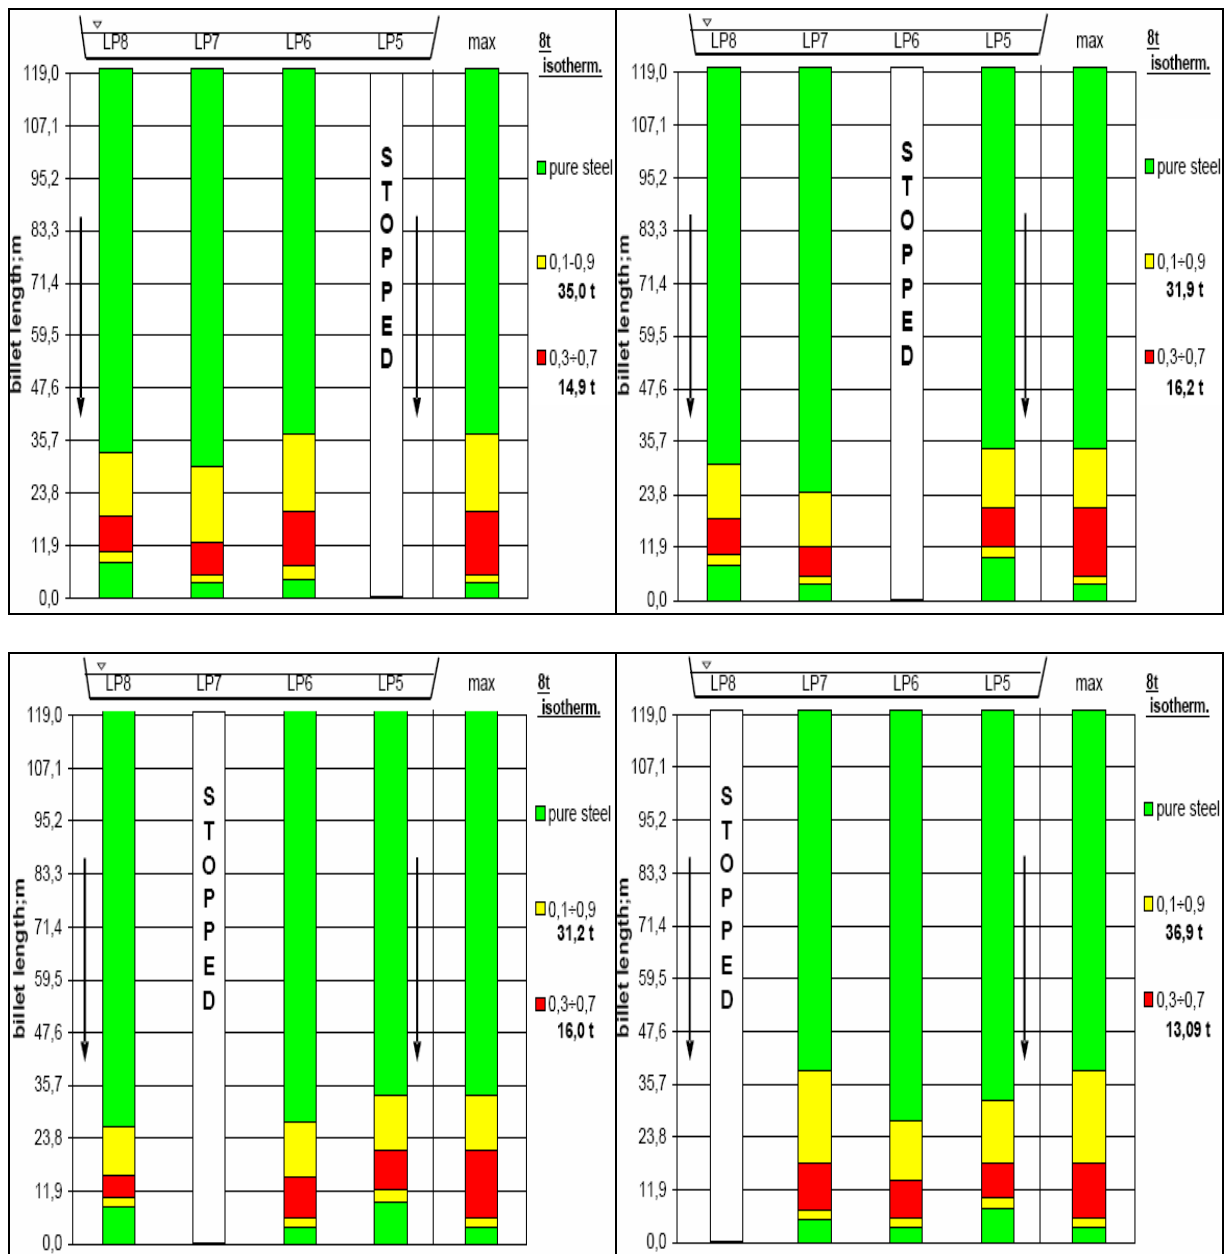 LP8 LP7 LP6 LP5 max 8t
isotherm.
119,0
107,1
95,2
83,3
71,4
59,5
47,6
35,7
23,8
11,9
0,0
billet length;m
STOPPED
pure steel
0,1-0,9
35,0 t
0,3÷0,7
14,9 t
LP8 LP7 LP6 LP5 max 8t
isotherm.
119,0
107,1
95,2
83,3
71,4
59,5
47,6
35,7
23,8
11,9
0,0
billet length;m
STOPPED
pure steel
0,1÷0,9
31,9 t
0,3÷0,7
16,2 t
LP8 LP7 LP6 LP5 max 8t
isotherm.
119,0
107,1
95,2
83,3
71,4
59,5
47,6
35,7
23,8
11,9
0,0
billet length;m
STOPPED
pure steel
0,1÷0,9
31,2 t
0,3÷0,7
16,0 t
LP8 LP7 LP6 LP5 max 8t
isotherm.
119,0
107,1
95,2
83,3
71,4
59,5
47,6
35,7
23,8
11,9
0,0
billet length;m
STOPPED
pure steel
0,1÷0,9
36,9 t
0,3÷0,7
13,09 t